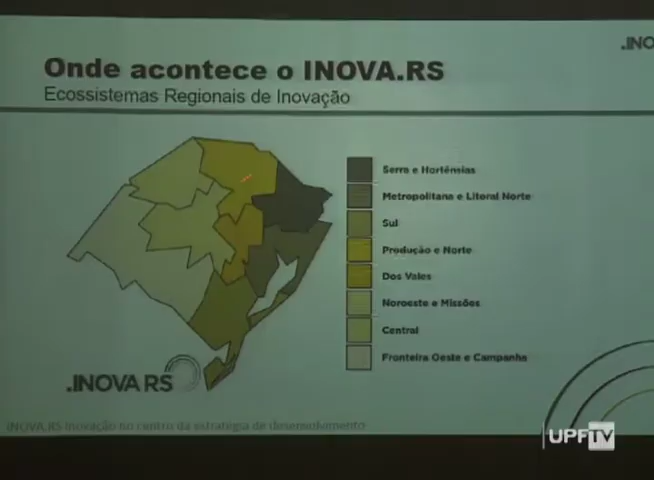 .INO
Onde acontece o INOVA.RS
Ecossistemas Regionais de Inovação
Serra e Hortênsias
Metropolitana e Litoral Norte
Sul
Produção e Norte
Dos Vales
Noroeste e Missões
Central
Fronteira Oeste e Campanha
.INOVA RS
INOVA.RS Inovação no centro da estratégia de desenvolvimento
UPFTV